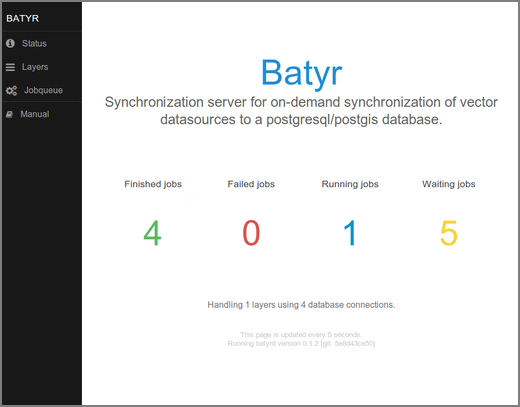 BATYR
Status
Layers
Jobqueue
Manual
Batyr
Synchronization server for on-demand synchronization of vector
datasources to a postgresql/postgis database.
Finished jobs Failed jobs Running jobs Waiting jobs
4 0 1 5
Handling 1 layers using 4 database connections.
This page is updated every 5 seconds.
Running batyrd version 0.1.2 [git: